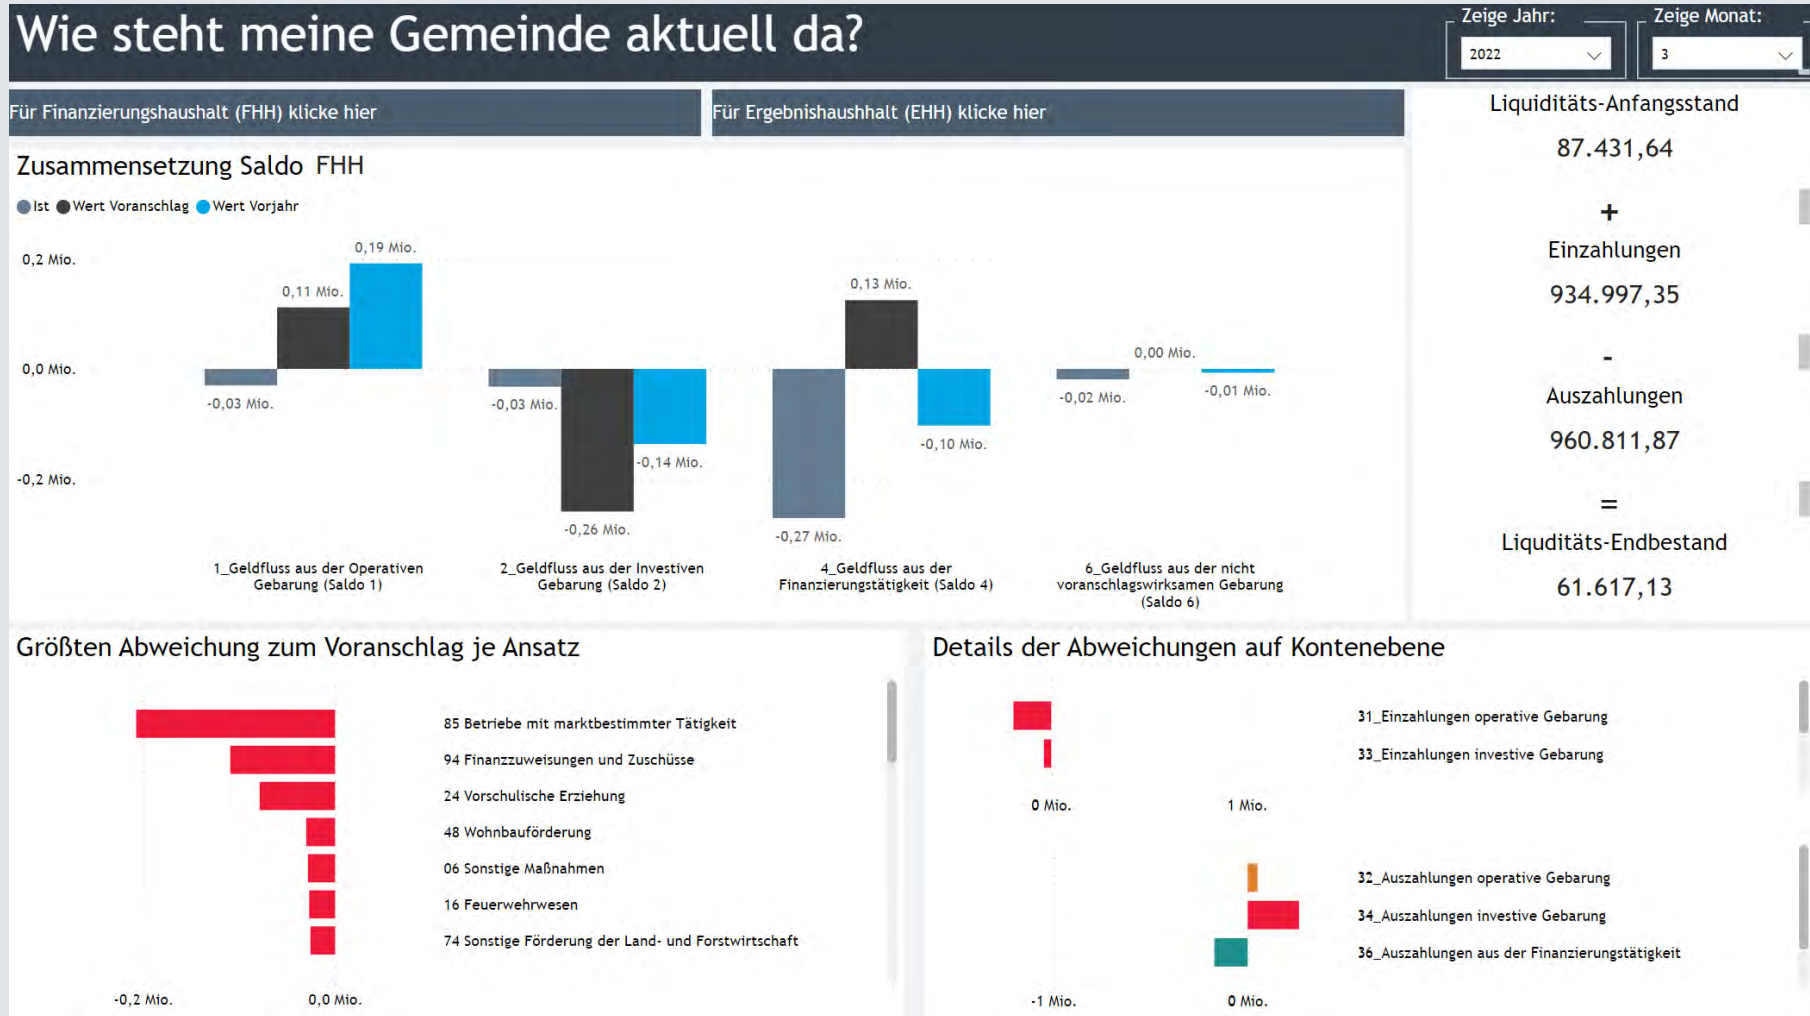 Wie steht meine Gemeinde aktuell da?
Zeige Jahr:
2022
Zeige Monat:
3
Für Finanzierungshaushalt (FHH) klicke hier
Für Ergebnishaushhalt (EHH) klicke hier
Zusammensetzung Saldo FHH
Ist Wert Voranschlag Wert Vorjahr
0,2 Mio.
0,0 Mio.
-0,2 Mio.
-0,03 Mio.
0,11 Mio.
0,19 Mio.
-0,03 Mio.
-0,26 Mio.
-0,14 Mio.
-0,27 Mio.
0,13 Mio.
-0,10 Mio.
-0,02 Mio.
0,00 Mio.
-0,01 Mio.
1_Geldfluss aus der Operativen
Gebarung (Saldo 1)
2_Geldfluss aus der Investiven
Gebarung (Saldo 2)
4_Geldfluss aus der
Finanzierungstätigkeit (Saldo 4)
6_Geldfluss aus der nicht
voranschlagswirksamen Gebarung
(Saldo 6)
Liquiditäts-Anfangsstand
87.431,64
+
Einzahlungen
934.997,35
-
Auszahlungen
960.811,87
=
Liquditäts-Endbestand
61.617,13
Größten Abweichung zum Voranschlag je Ansatz
85 Betriebe mit marktbestimmter Tätigkeit
94 Finanzzuweisungen und Zuschüsse
24 Vorschulische Erziehung
48 Wohnbauförderung
06 Sonstige Maßnahmen
16 Feuerwehrwesen
74 Sonstige Förderung der Land- und Forstwirtschaft
-0,2 Mio.
0,0 Mio.
Details der Abweichungen auf Kontenebene
31_Einzahlungen operative Gebarung
33_Einzahlungen investive Gebarung
0 Mio.
1 Mio.
32_Auszahlungen operative Gebarung
34_Auszahlungen investive Gebarung
36_Auszahlungen aus der Finanzierungstätigkeit
-1 Mio.
0 Mio.